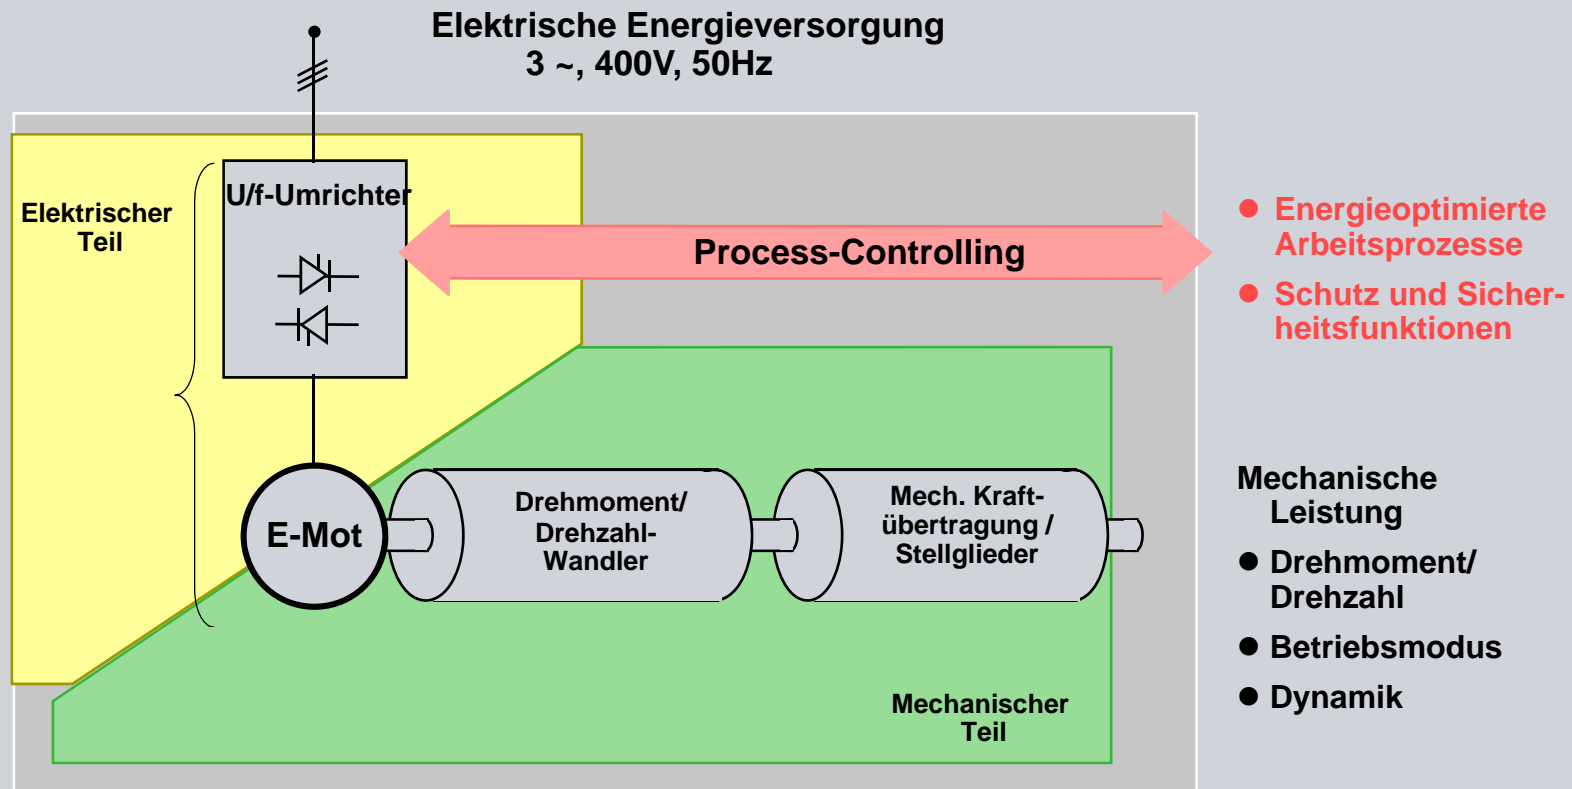 Elektrische Energieversorgung
3 ~, 400V, 50Hz
Elektrischer
Teil
U/f-Umrichter
Process-Controlling
● Energieoptimierte
Arbeitsprozesse
● Schutz und Sicher-
heitsfunktionen
E-Mot
Drehmoment/
Drehzahl-
Wandler
Mech. Kraft-
übertragung /
Stellglieder
Mechanischer
Teil
Mechanische
Leistung
● Drehmoment/
Drehzahl
● Betriebsmodus
● Dynamik